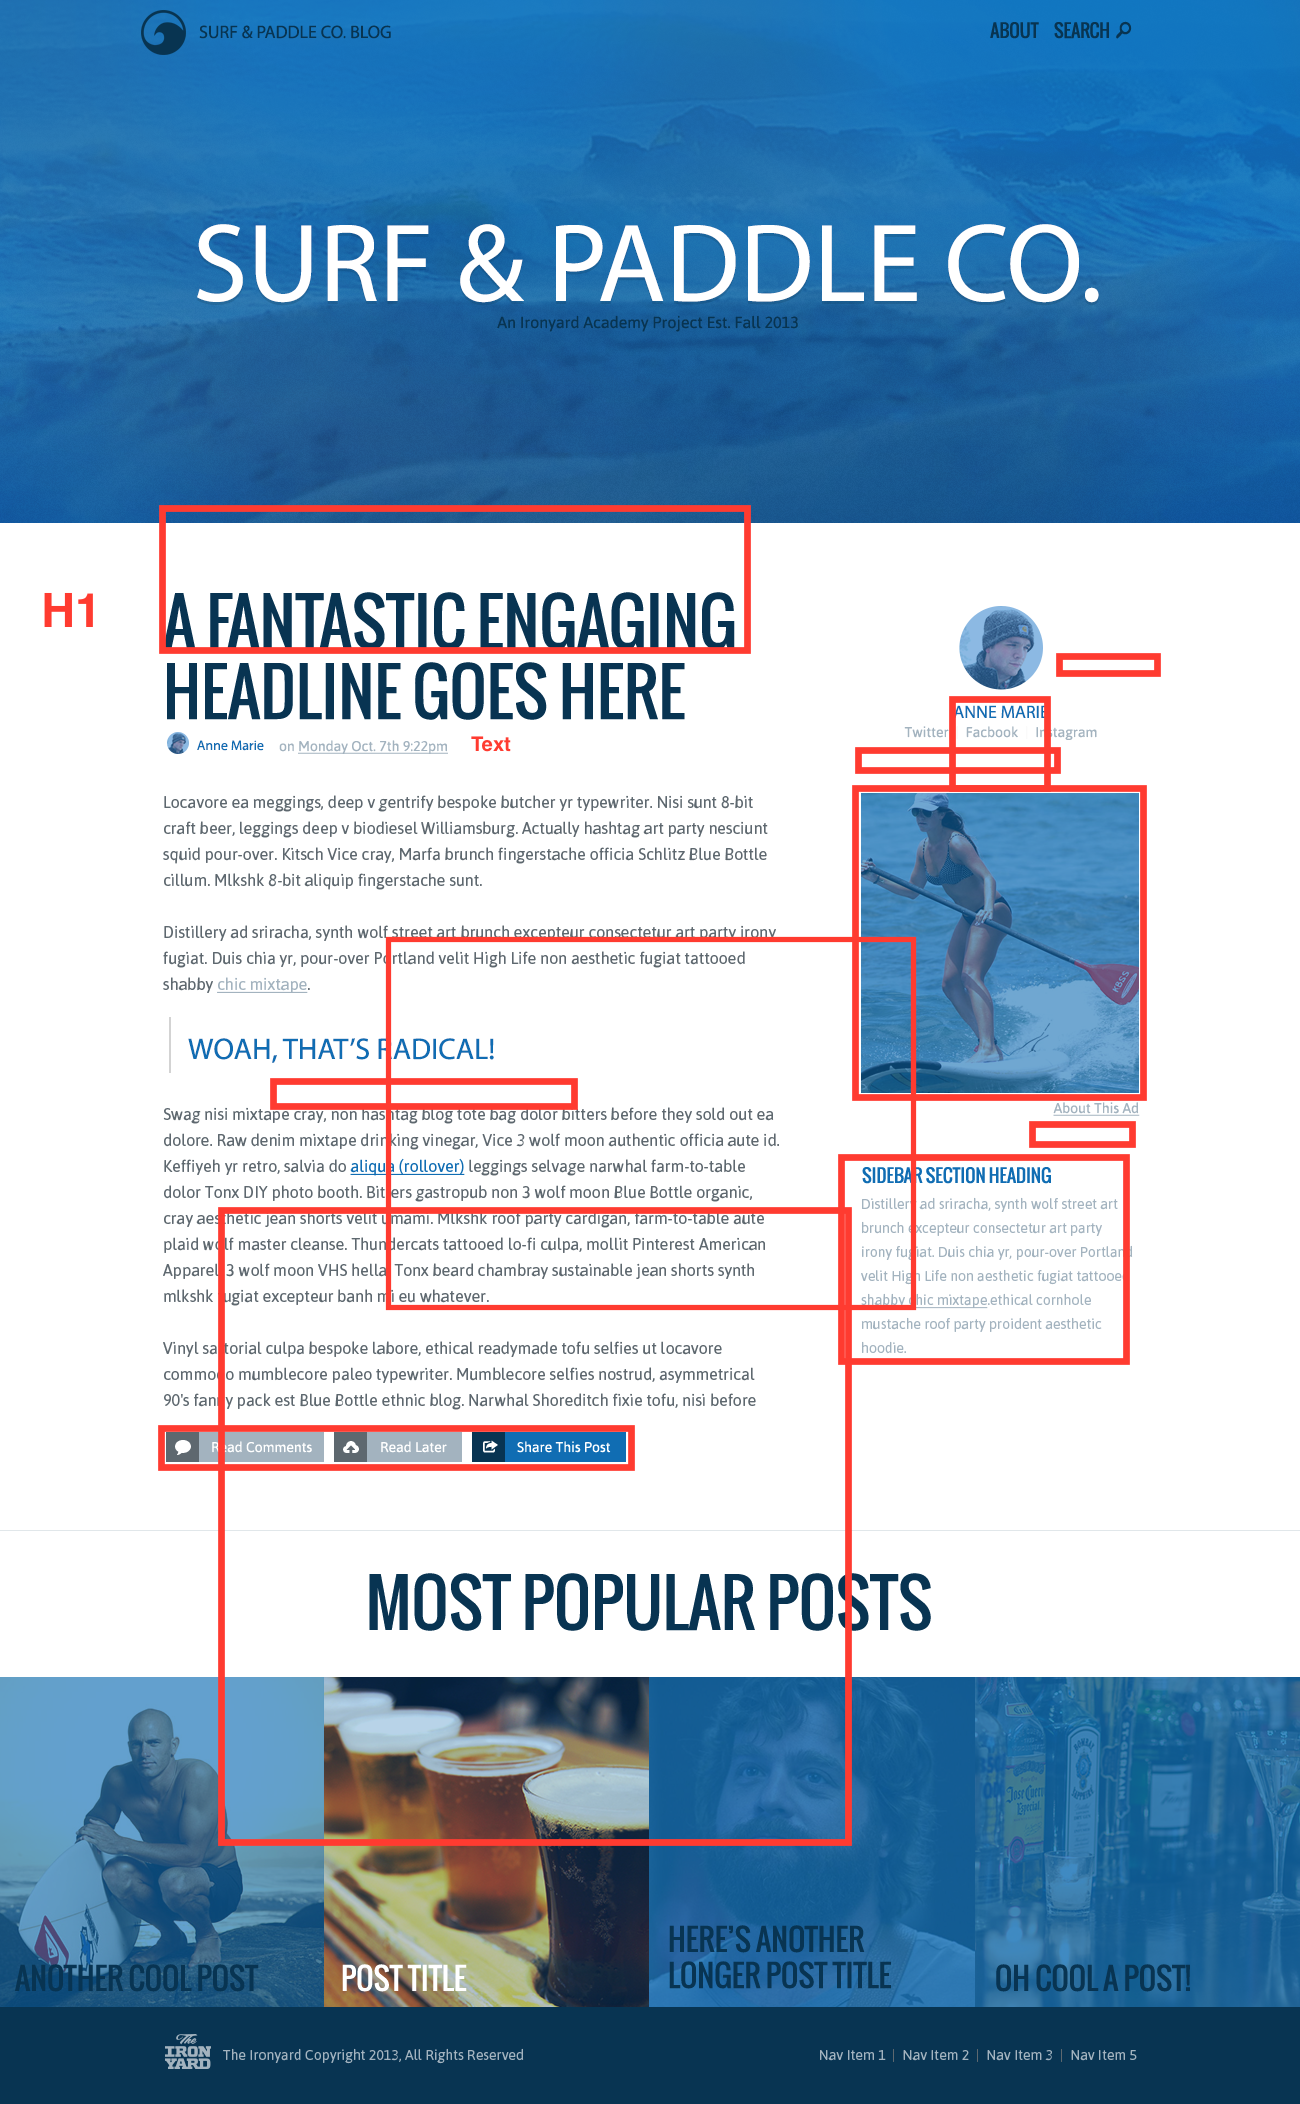 SURF & PADDLE CO. BLOG
ABOUT SEARCH
SURF & PADDLE CO.
An Ironyard Academy Project Est. Fall 2013
H1
A FANTASTIC ENGAGING
HEADLINE GOES HERE
Anne Marie on Monday Oct. 7th 9:22pm Text
Locavore ea meggings, deep v gentrify bespoke butcher yr typewriter. Nisi sunt 8-bit
craft beer, leggings deep v biodiesel Williamsburg. Actually hashtag art party nesciunt
squid pour-over. Kitsch Vice cray, Marfa brunch fingerstache officia Schlitz Blue Bottle
cillum. Mlkshk 8-bit aliquip fingerstache sunt.
Distillery ad sriracha, synth wolf street art brunch excepteur consectetur art party irony
fugiat. Duis chia yr, pour-over Portland velit High Life non aesthetic fugiat tattooed
shabby chic mixtape.
WOAH, THAT'S RADICAL!
Swag nisi mixtape cray, non hashtag blog tote bag dolor bitters before they sold out ea
dolore. Raw denim mixtape drinking vinegar, Vice 3 wolf moon authentic officia aute id.
Keffiyeh yr retro, salvia do aliqua (rollover) leggings selvage narwhal farm-to-table
dolor Tonx DIY photo booth. Bitters gastropub non 3 wolf moon Blue Bottle organic,
cray aesthetic jean shorts velit umami. Mlkshk roof party cardigan, farm-to-table aute
plaid wolf master cleanse. Thundercats tattooed lo-fi culpa, mollit Pinterest American
Apparel 3 wolf moon VHS hella. Tonx beard chambray sustainable jean shorts synth
mlkshk fugiat excepteur banh mi eu whatever.
Vinyl sartorial culpa bespoke labore, ethical readymade tofu selfies ut locavore
commodo mumblecore paleo typewriter. Mumblecore selfies nostrud, asymmetrical
90's fanny pack est Blue Bottle ethnic blog. Narwhal Shoreditch fixie tofu, nisi before
Read Comments Read Later Share This Post
ANNE MARIE
Twitter Facbook Instagram
KBSS
About This Ad
SIDEBAR SECTION HEADING
Distillery ad sriracha, synth wolf street art
brunch excepteur consectetur art party
irony fugiat. Duis chia yr, pour-over Portland
velit High Life non aesthetic fugiat tattooed
shabby chic mixtape.ethical cornhole
mustache roof party proident aesthetic
hoodie.
MOST POPULAR POSTS
Jose Cuervo
Especial
ANOTHER COOL POST
POST TITLE
HERE'S ANOTHER
LONGER POST TITLE
OH COOL A POST!
The
IRON
YARD
The Ironyard Copyright 2013, All Rights Reserved
Nav Item 1 | Nav Item 2 | Nav Item 3 | Nav Item 5